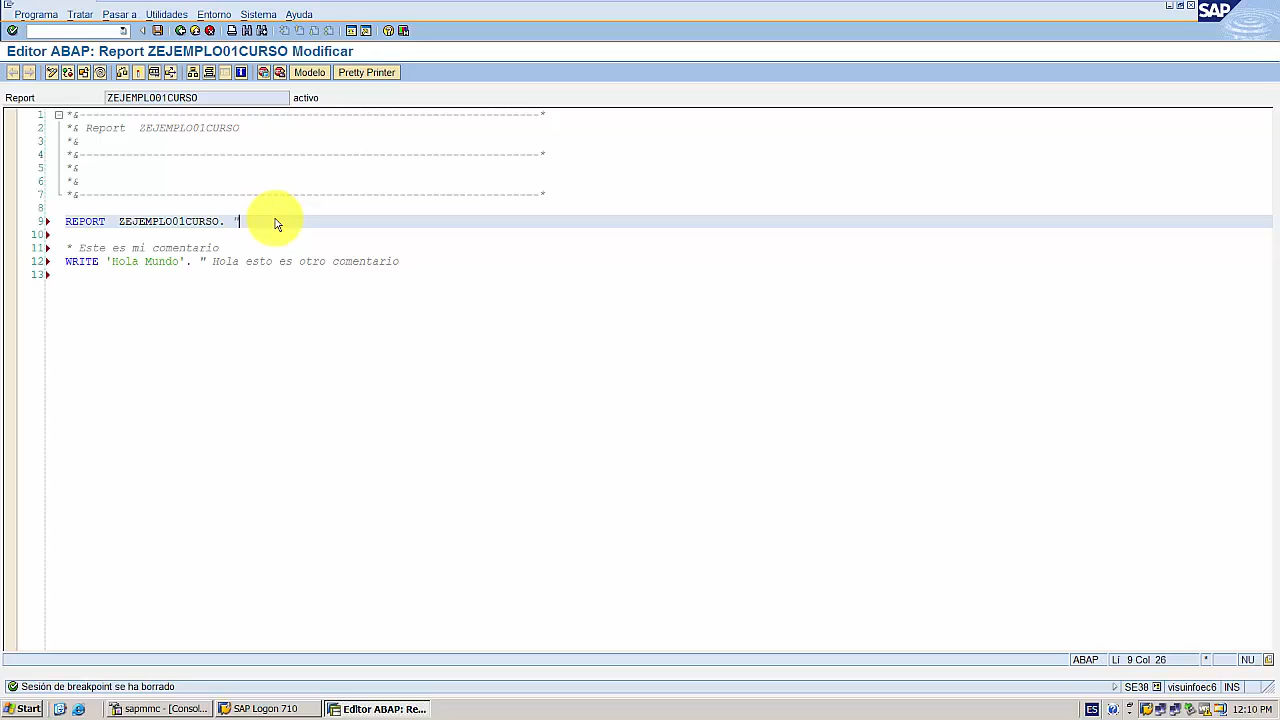 Programa Tratar Pasar a Utilidades Entorno Sistema Ayuda
SAP
Editor ABAP: Report ZEJEMPLO01CURSO Modificar
Modelo Pretty Printer
Report ZEJEMPLO01CURSO activo
1 *&---------------------------------------------------------------------*
2 *& Report  ZEJEMPLO01CURSO
3 *&
4 *&---------------------------------------------------------------------*
5 *&
6 *&
7 *&---------------------------------------------------------------------*
8
9 REPORT  ZEJEMPLO01CURSO. "
10
11 * Este es mi comentario
12 WRITE 'Hola Mundo'. " Hola esto es otro comentario
13
ABAP Lí 9 Col 26 * NU
Sesión de breakpoint se ha borrado SE38 visuinfoec6 INS
Start sapmmc - [Consol... SAP Logon 710 Editor ABAP: Re... ES 12:10 PM